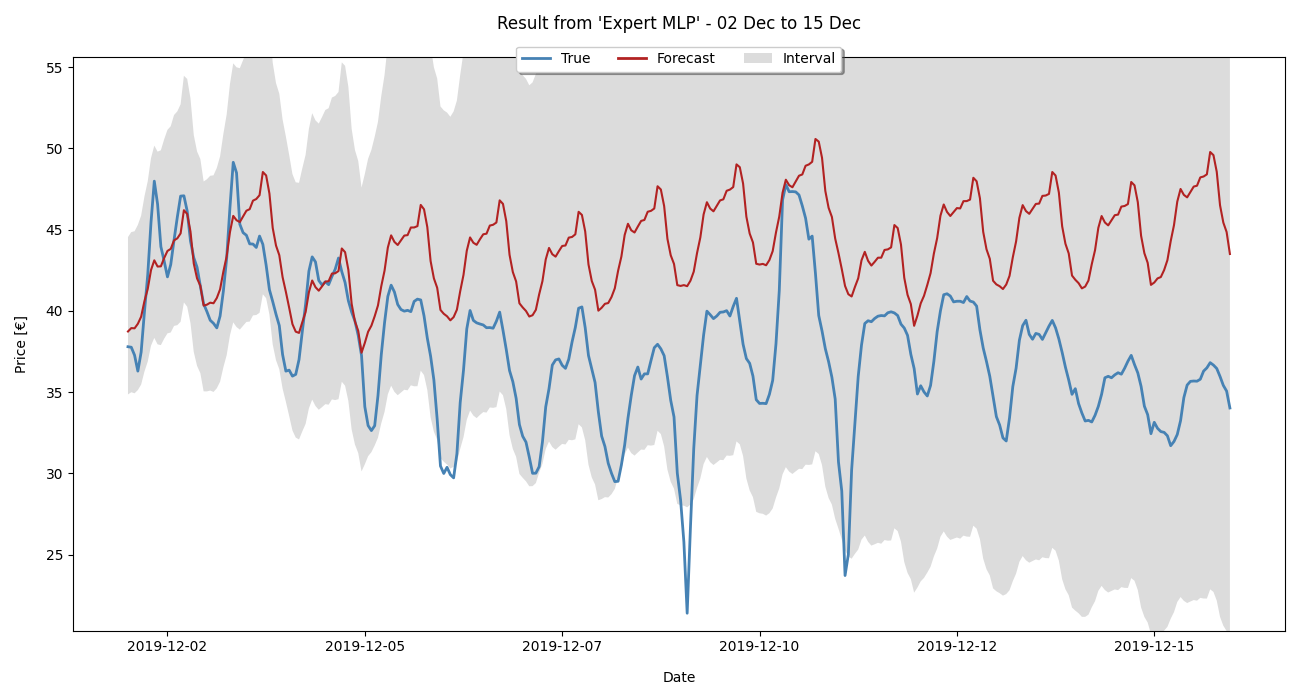 Result from 'Expert MLP' - 02 Dec to 15 Dec
True Forecast Interval
55
50
45
40
35
30
25
Price [€]
2019-12-02 2019-12-05 2019-12-07 2019-12-10 2019-12-12 2019-12-15
Date